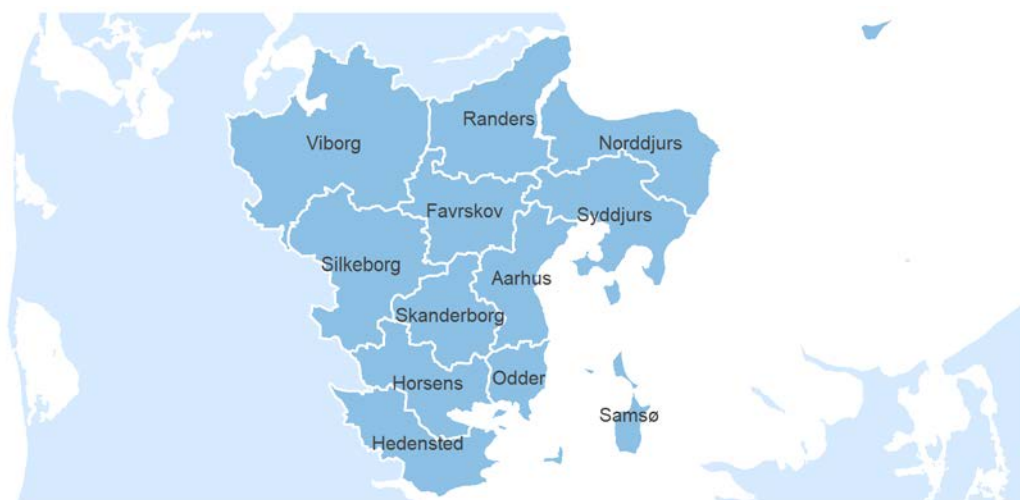 Randers
Viborg
Norddjurs
Favrskov
Syddjurs
Silkeborg
Aarhus
Skanderborg
Horsens
Odder
Samsø
Hedensted